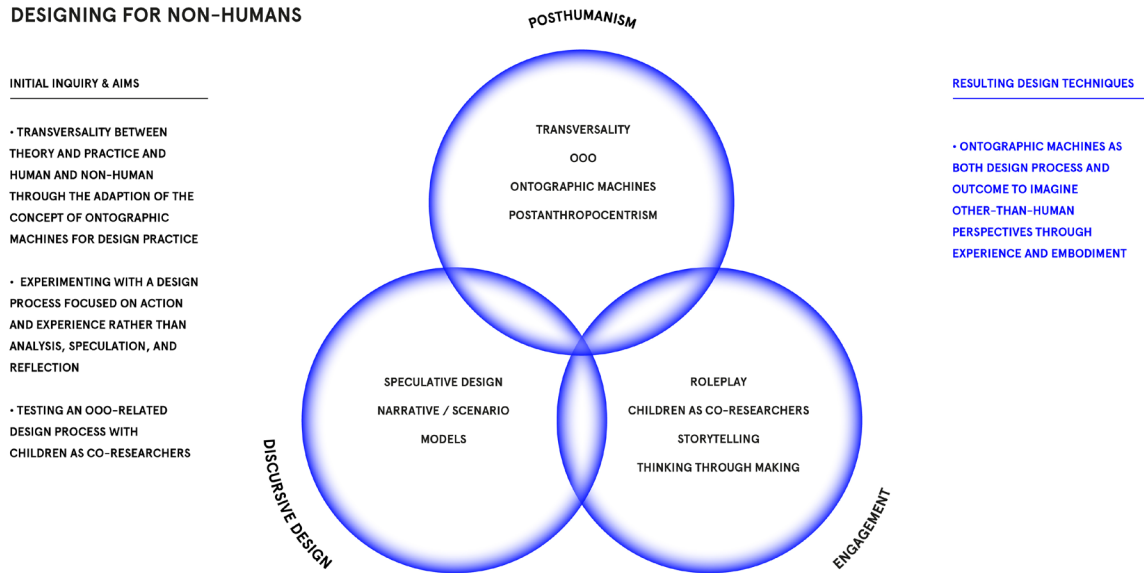 DESIGNING FOR NON-HUMANS
INITIAL INQUIRY & AIMS
• TRANSVERSALITY BETWEEN
THEORY AND PRACTICE AND
HUMAN AND NON-HUMAN
THROUGH THE ADAPTION OF THE
CONCEPT OF ONTOGRAPHIC
MACHINES FOR DESIGN PRACTICE
• EXPERIMENTING WITH A DESIGN
PROCESS FOCUSED ON ACTION
AND EXPERIENCE RATHER THAN
ANALYSIS, SPECULATION, AND
REFLECTION
• TESTING AN OOO-RELATED
DESIGN PROCESS WITH
CHILDREN AS CO-RESEARCHERS
POSTHUMANISM
TRANSVERSALITY
OOO
ONTOGRAPHIC MACHINES
POSTANTHROPOCENTRISM
DISCURSIVE DESIGN
SPECULATIVE DESIGN
NARRATIVE / SCENARIO
MODELS
ENGAGEMENT
ROLEPLAY
CHILDREN AS CO-RESEARCHERS
STORYTELLING
THINKING THROUGH MAKING
RESULTING DESIGN TECHNIQUES
• ONTOGRAPHIC MACHINES AS
BOTH DESIGN PROCESS AND
OUTCOME TO IMAGINE
OTHER-THAN-HUMAN
PERSPECTIVES THROUGH
EXPERIENCE AND EMBODIMENT